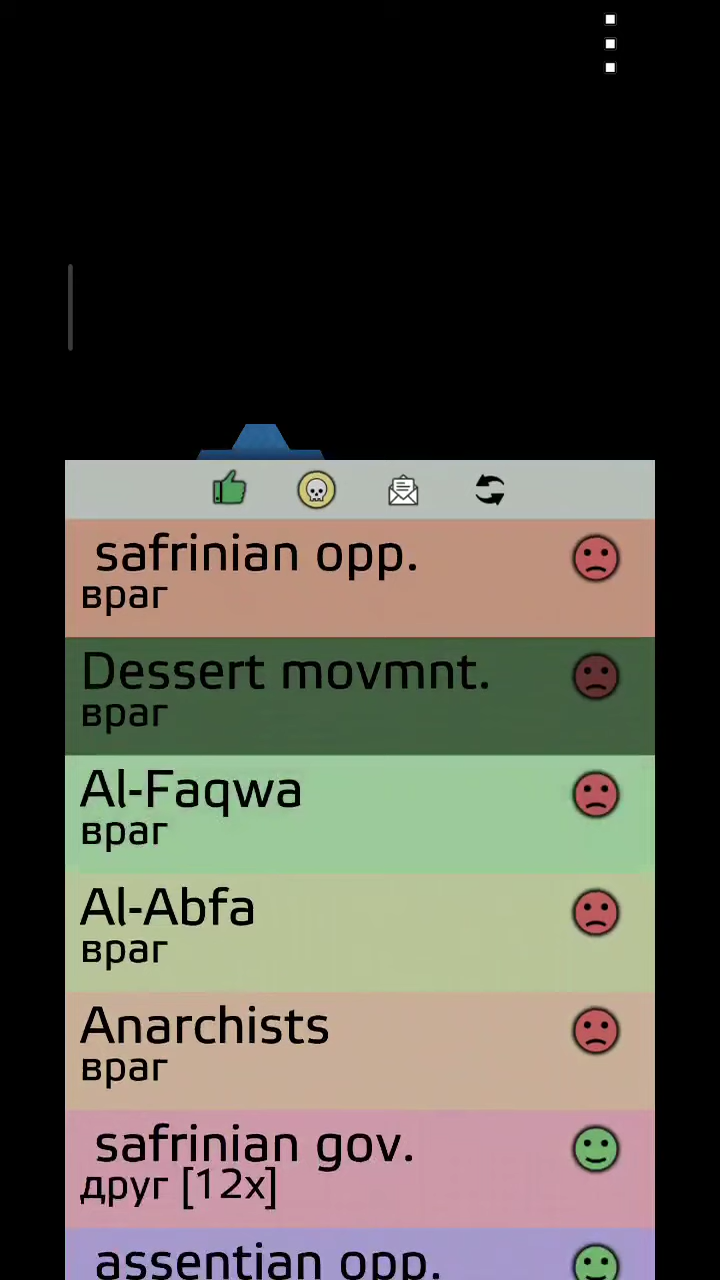 safrinian opp.
враг
Dessert movmnt.
враг
Al-Faqwa
враг
Al-Abfa
враг
Anarchists
враг
safrinian gov.
друг [12x]
assentian opp.